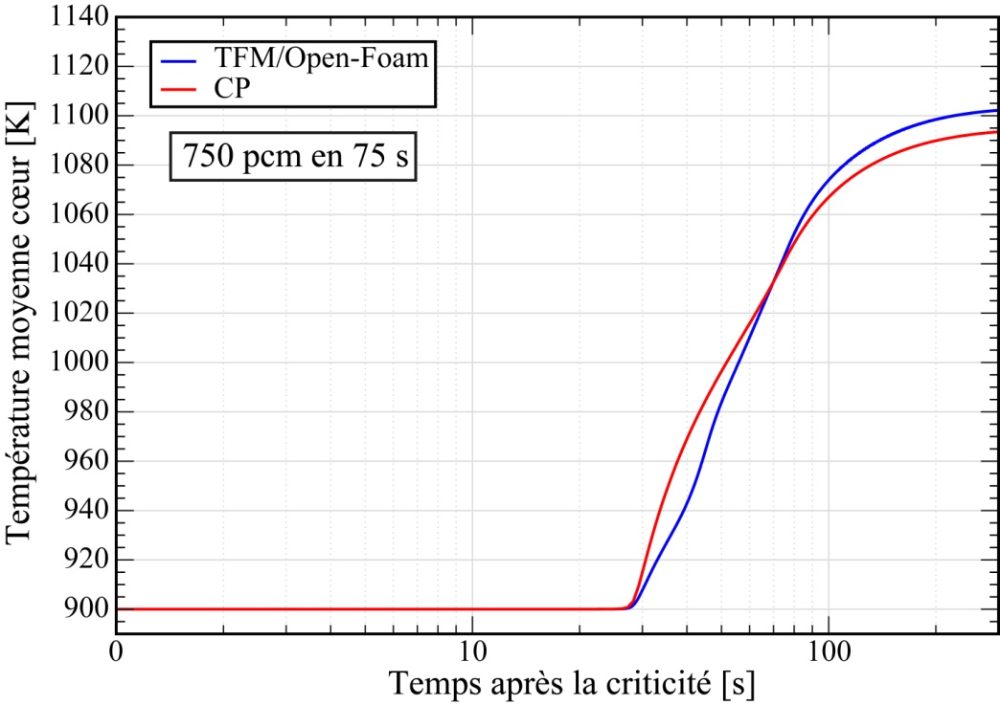 1140
1120
1100
1080
1060
1040
1020
1000
980
960
940
920
900
Température moyenne cœur [K]
TFM/Open-Foam
CP
750 pcm en 75 s
0 10 100
Temps après la criticité [s]